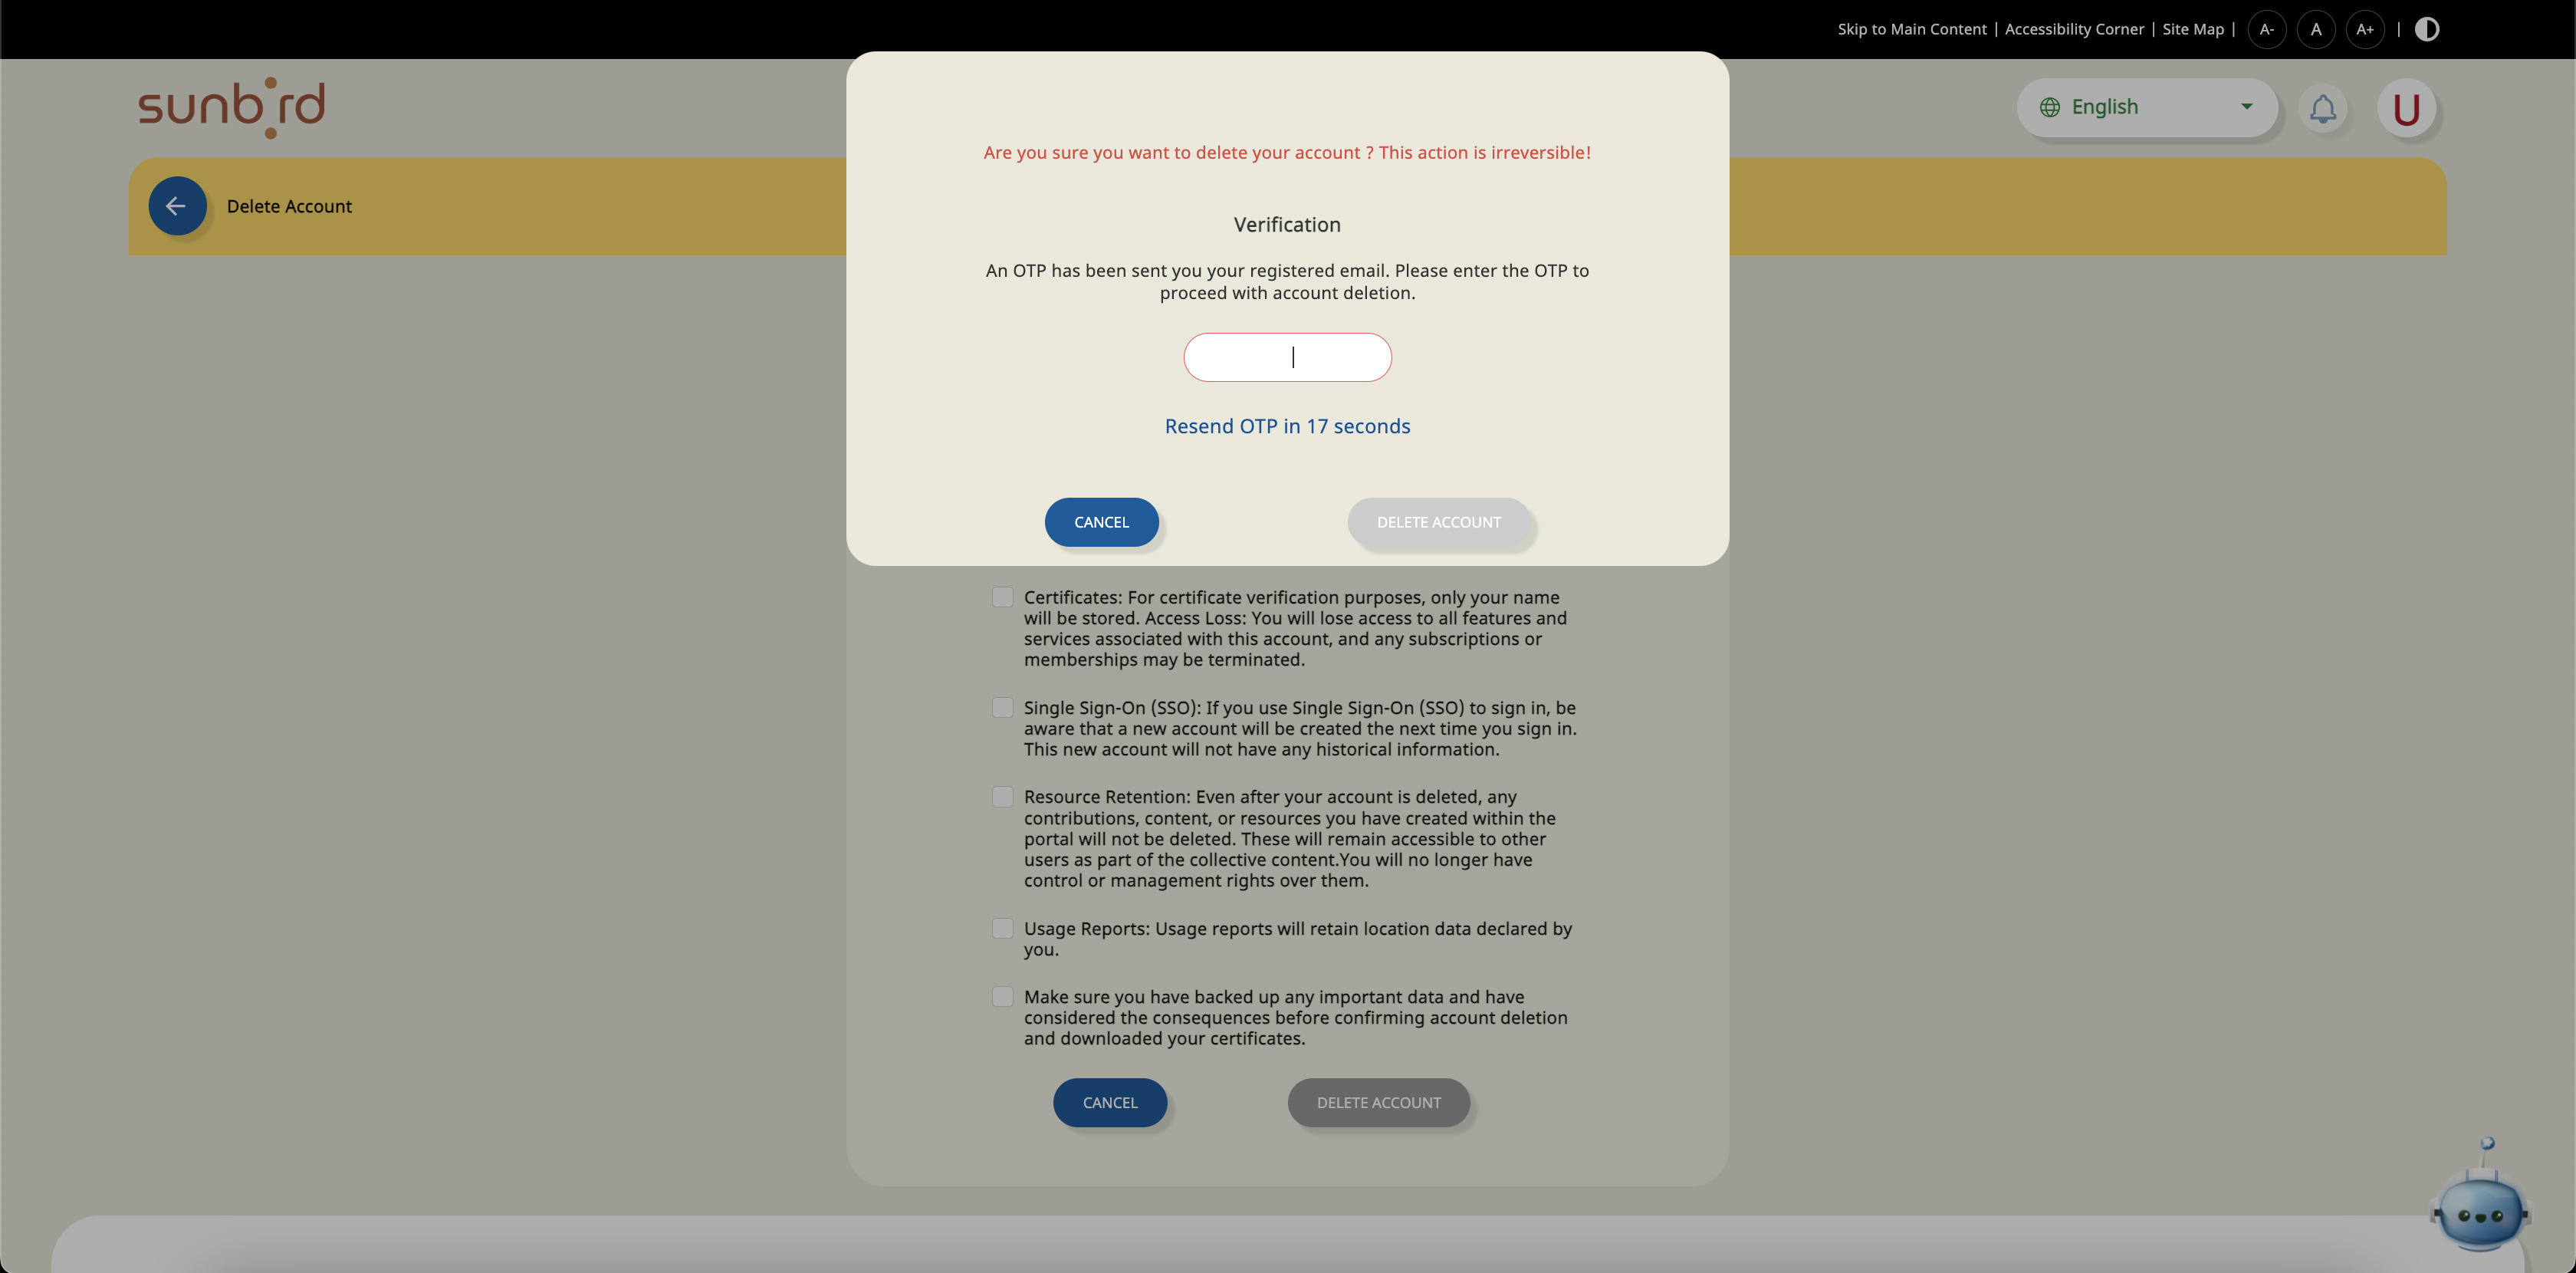 Skip to Main Content | Accessibility Corner | Site Map | A- A A+ |
sunbird
English
U
Delete Account
Are you sure you want to delete your account ? This action is irreversible!
Verification
An OTP has been sent you your registered email. Please enter the OTP to
proceed with account deletion.
Resend OTP in 17 seconds
CANCEL
DELETE ACCOUNT
Certificates: For certificate verification purposes, only your name
will be stored. Access Loss: You will lose access to all features and
services associated with this account, and any subscriptions or
memberships may be terminated.
Single Sign-On (SSO): If you use Single Sign-On (SSO) to sign in, be
aware that a new account will be created the next time you sign in.
This new account will not have any historical information.
Resource Retention: Even after your account is deleted, any
contributions, content, or resources you have created within the
portal will not be deleted. These will remain accessible to other
users as part of the collective content.You will no longer have
control or management rights over them.
Usage Reports: Usage reports will retain location data declared by
you.
Make sure you have backed up any important data and have
considered the consequences before confirming account deletion
and downloaded your certificates.
CANCEL
DELETE ACCOUNT